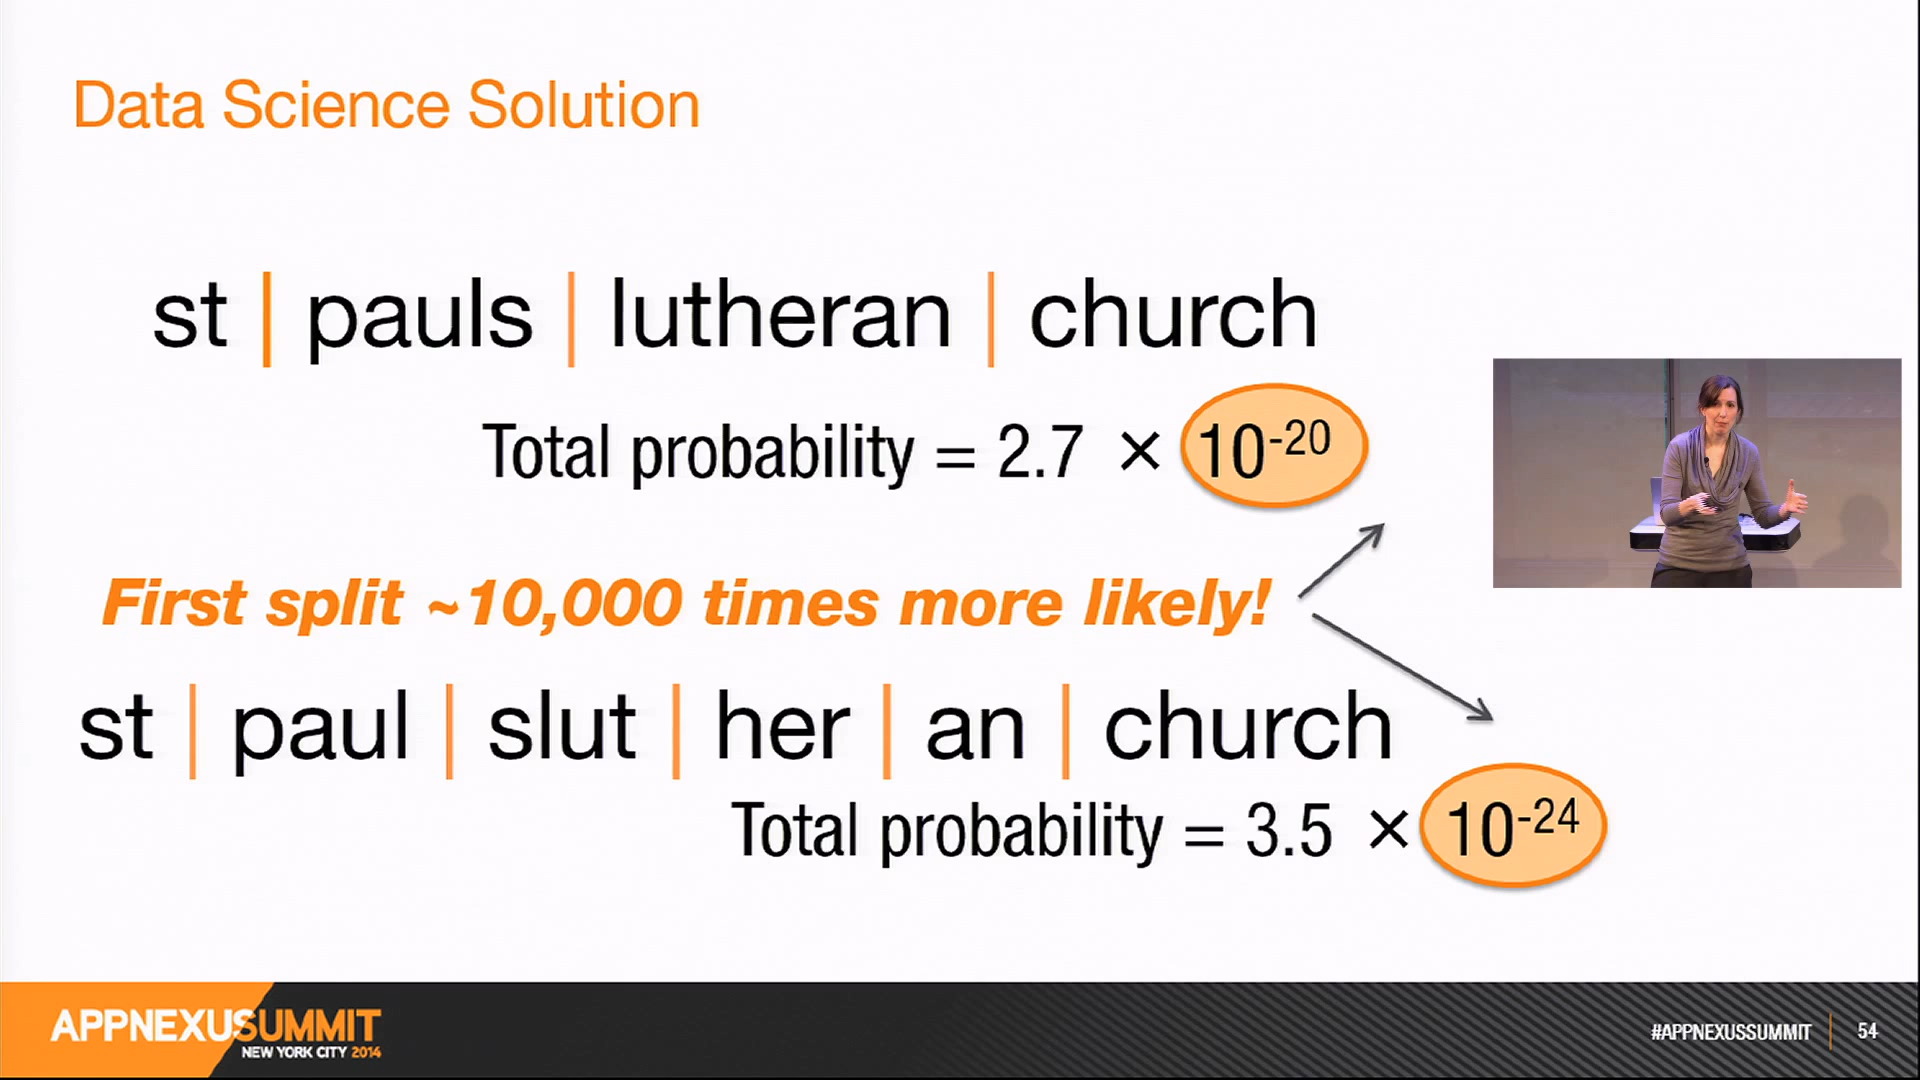 Data Science Solution
st | pauls | lutheran | church
Total probability = 2.7 × 10⁻²⁰
First split ~10,000 times more likely!
st | paul | slut | her | an | church
Total probability = 3.5 × 10⁻²⁴
APPNEXUSSUMMIT
NEW YORK CITY 2014
#APPNEXUSSUMMIT | 54